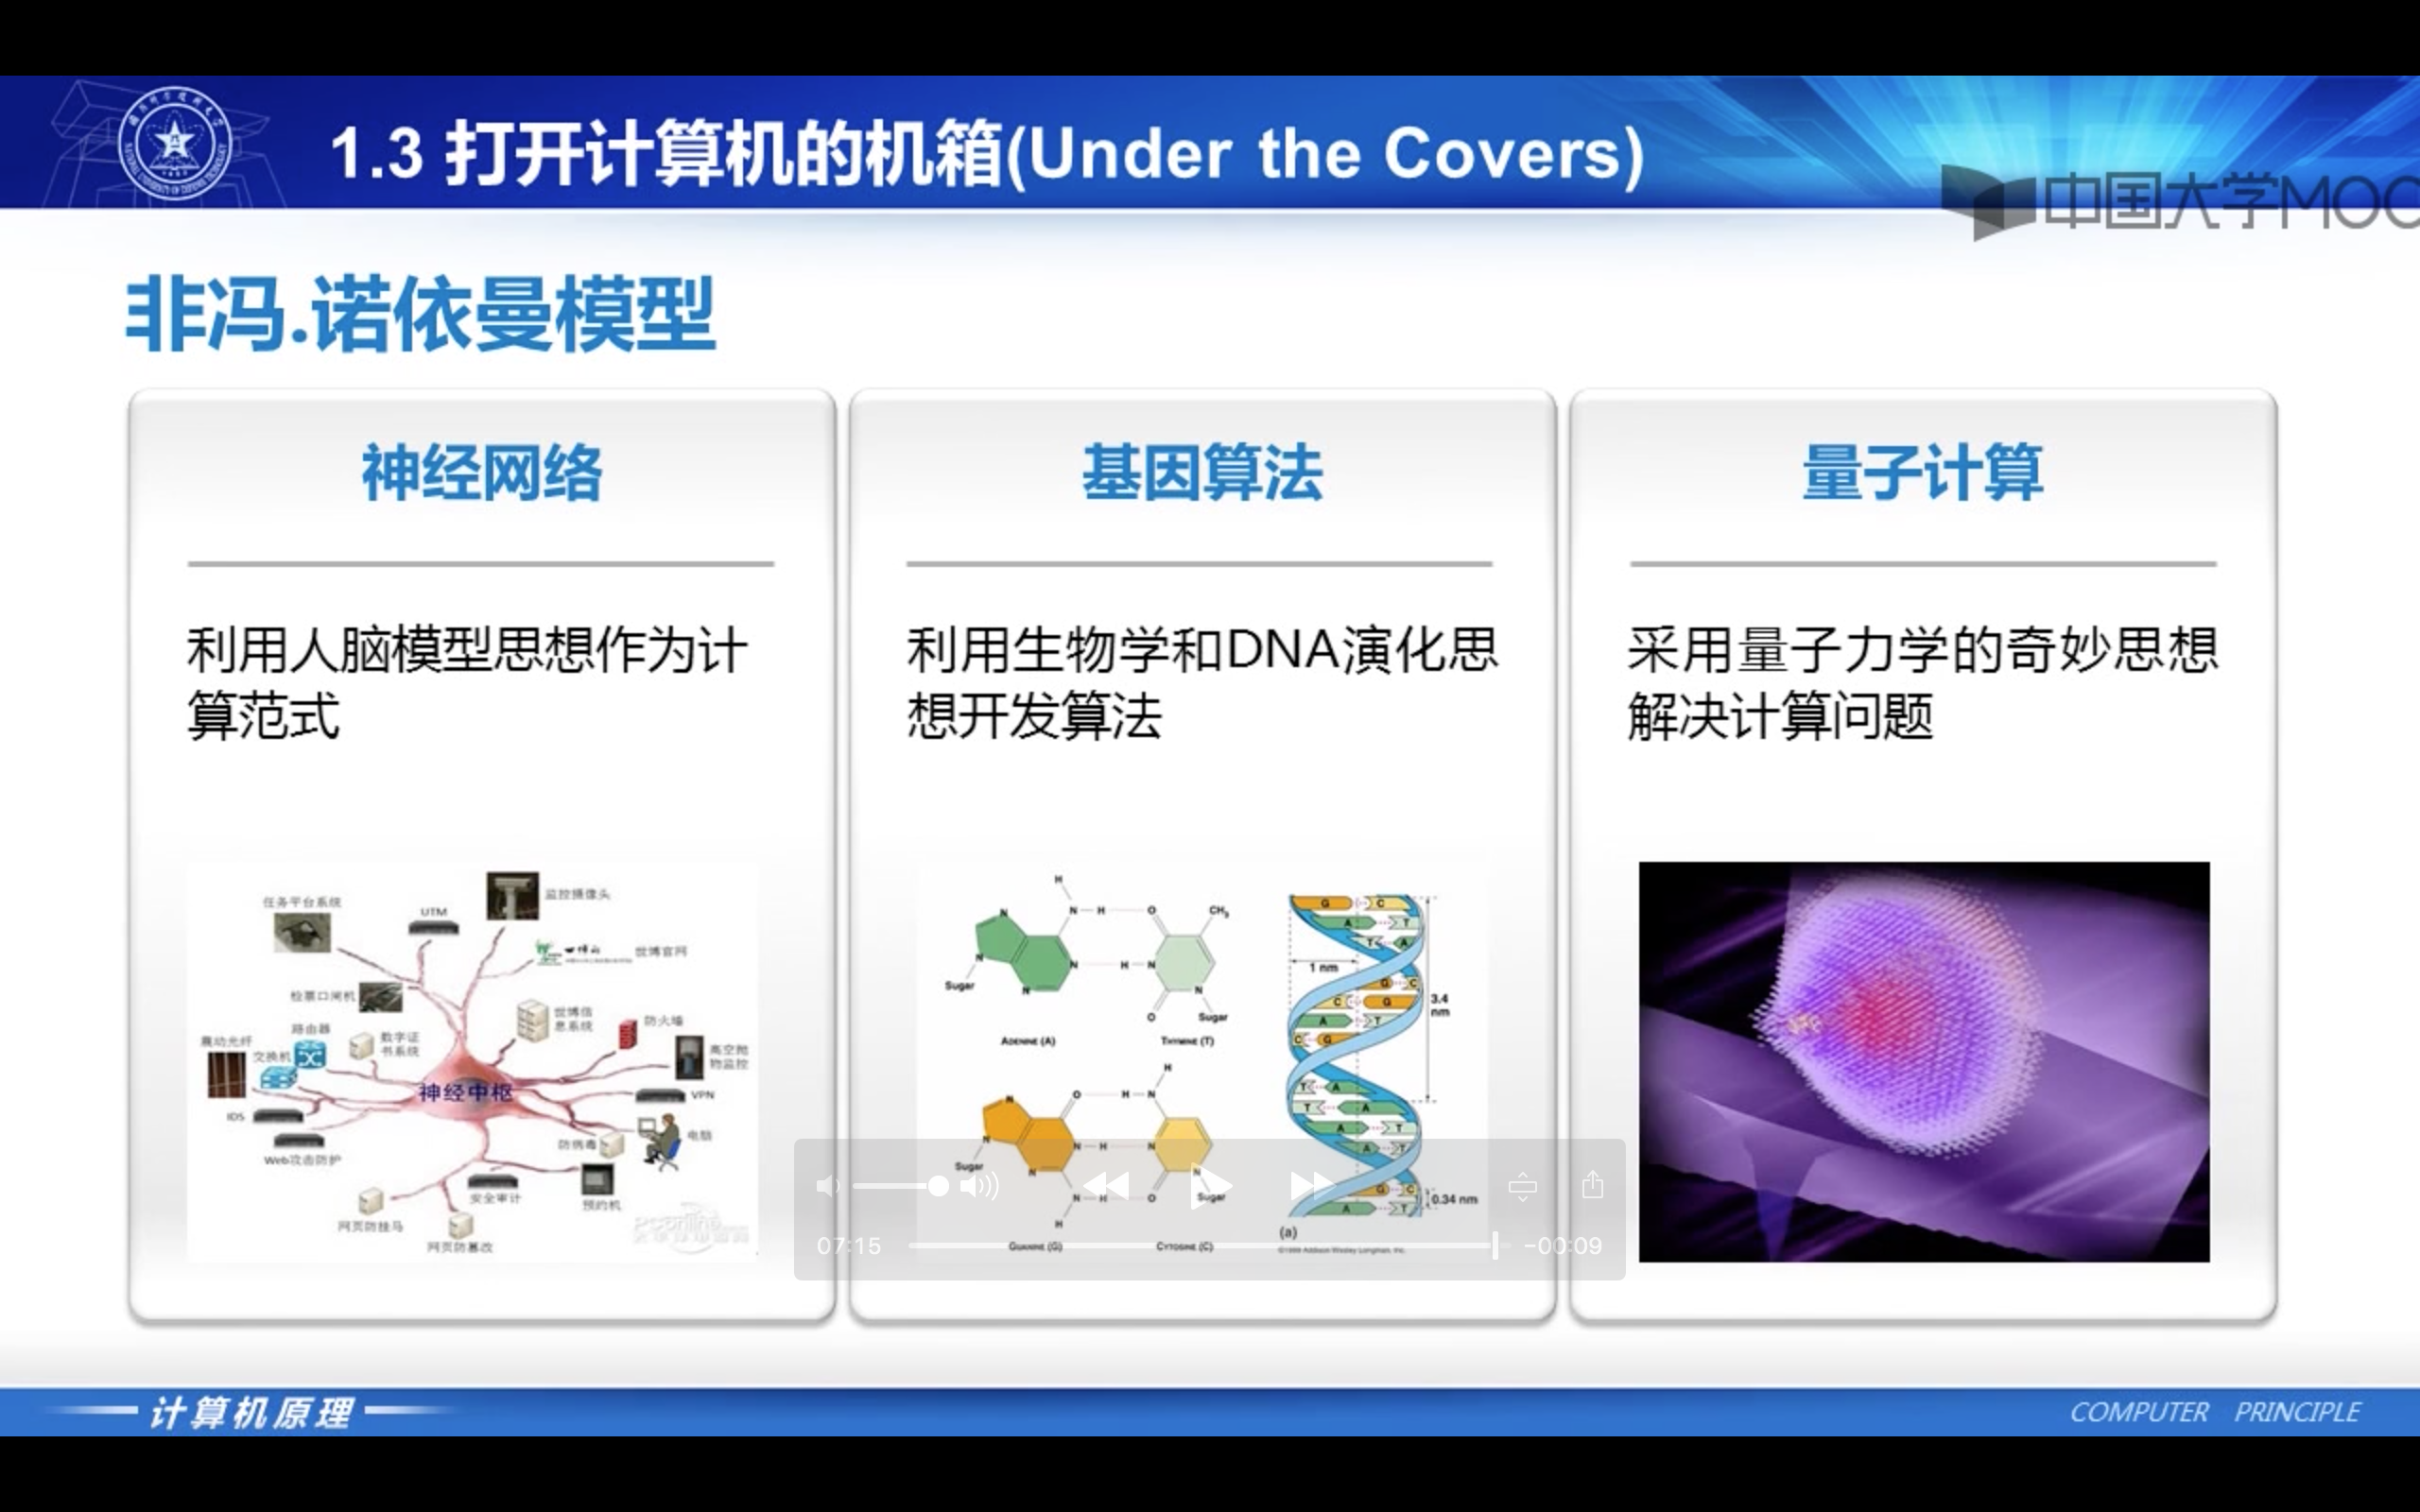 1.3 打开计算机的机箱(Under the Covers)
中国大学MOOC
非冯.诺依曼模型
神经网络
利用人脑模型思想作为计
算范式
任务平台系统
UTM
监控摄像头
世博官网
检票口闸机
世博信
息系统
防火墙
路由器
数字证
书系统
震动光纤
交换机
高空抛
物监控
神经中枢
VPN
IDS
防病毒
电脑
Web攻击防护
安全审计
预约机
网页防挂马
网页防篡改
PConline
基因算法
利用生物学和DNA演化思
想开发算法
H
N H O CH3
N
N H N
Sugar N N
O Sugar
ADENINE (A) THYMINE (T)
H
N O H N
N
N H N
Sugar N N
N H O Sugar
H
GUANINE (G) CYTOSINE (C)
G C
A T
T A
1 nm
G C
C G
3.4
nm
A T
C G
T A
T A
A T
A T
G C
0.34 nm
A T
(a)
©1999 Addison Wesley Longman, Inc.
量子计算
采用量子力学的奇妙思想
解决计算问题
07:15
-00:09
计算机原理
COMPUTER PRINCIPLE